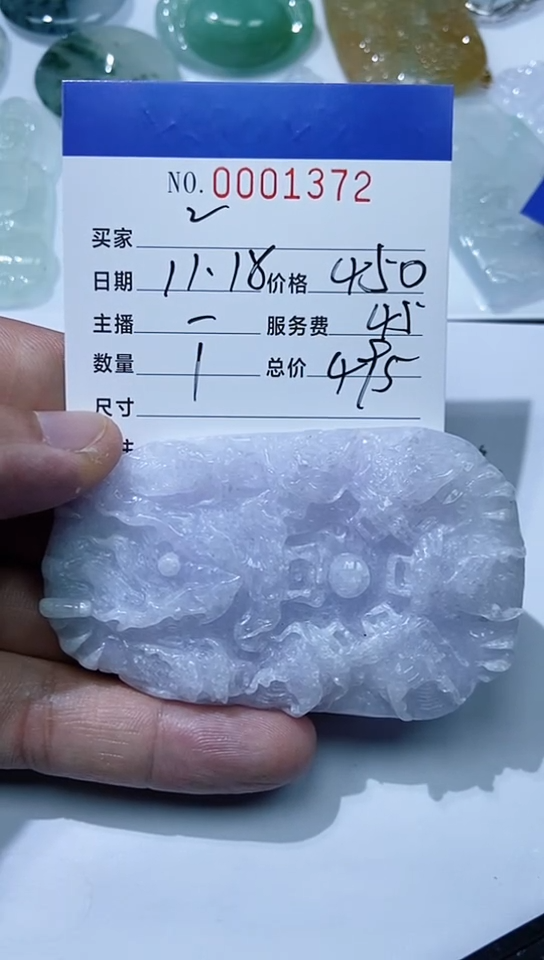 NO.0001372
买家
日期 11.18 价格 450
主播 一 服务费 45
数量 1 总价 495
尺寸